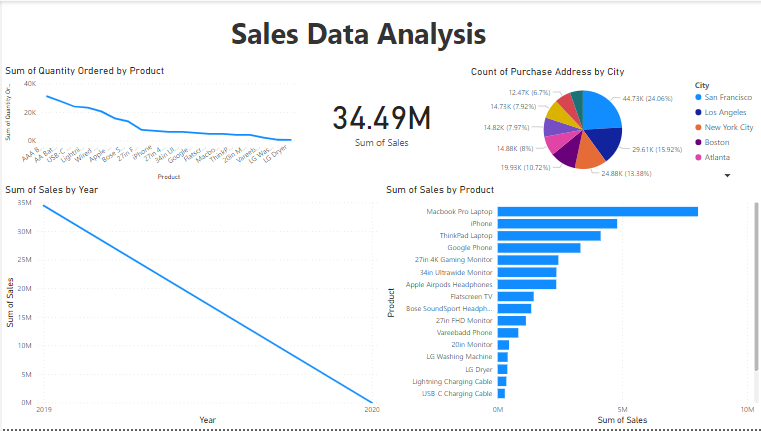 Sales Data Analysis
Sum of Quantity Ordered by Product
Sum of Quantity Or...
40K
20K
0K
AAA B...
AA Bat...
USB-C ...
Lightni...
Wired ...
Apple ...
Bose S...
27in F...
iPhone
27in 4...
34in Ul...
Google...
Flatscr...
Macbo...
ThinkP...
20in M...
Vareeb...
LG Was...
LG Dryer
Product
34.49M
Sum of Sales
Count of Purchase Address by City
44.73K (24.06%)
29.61K (15.92%)
24.88K (13.38%)
19.93K (10.72%)
14.88K (8%)
14.82K (7.97%)
14.73K (7.92%)
12.47K (6.7%)
City
San Francisco
Los Angeles
New York City
Boston
Atlanta
Sum of Sales by Year
Sum of Sales
35M
30M
25M
20M
15M
10M
5M
0M
2019
2020
Year
Sum of Sales by Product
Product
Macbook Pro Laptop
iPhone
ThinkPad Laptop
Google Phone
27in 4K Gaming Monitor
34in Ultrawide Monitor
Apple Airpods Headphones
Flatscreen TV
Bose SoundSport Headph...
27in FHD Monitor
Vareebadd Phone
20in Monitor
LG Washing Machine
LG Dryer
Lightning Charging Cable
USB-C Charging Cable
0M
5M
10M
Sum of Sales